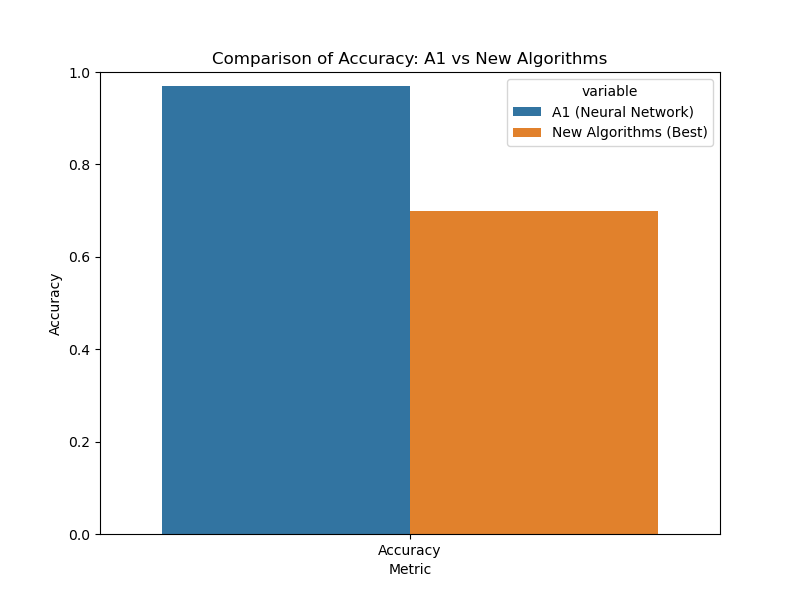 Comparison of Accuracy: A1 vs New Algorithms
variable
A1 (Neural Network)
New Algorithms (Best)
1.0
0.8
0.6
0.4
0.2
0.0
Accuracy
Accuracy
Metric